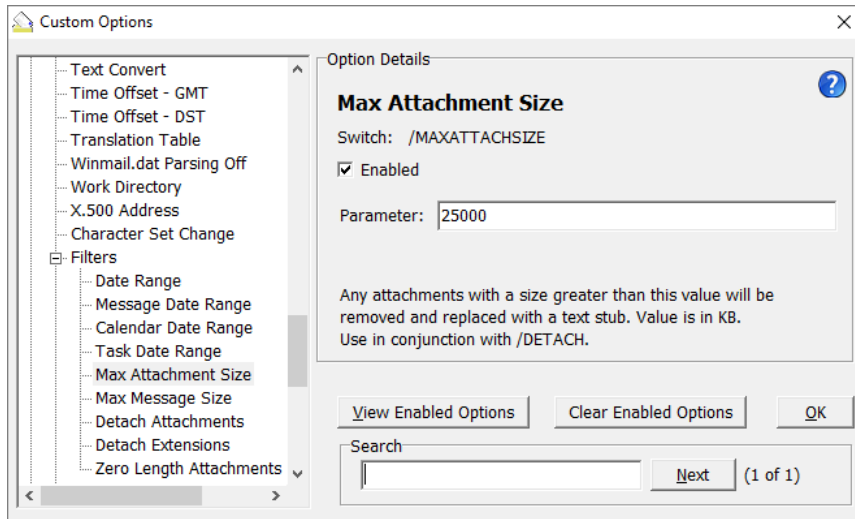 Custom Options
Text Convert
Time Offset - GMT
Time Offset - DST
Translation Table
Winmail.dat Parsing Off
Work Directory
X.500 Address
Character Set Change
Filters
Date Range
Message Date Range
Calendar Date Range
Task Date Range
Max Attachment Size
Max Message Size
Detach Attachments
Detach Extensions
Zero Length Attachments
Option Details
?
Max Attachment Size
Switch: /MAXATTACHSIZE
Enabled
Parameter: 25000
Any attachments with a size greater than this value will be
removed and replaced with a text stub. Value is in KB.
Use in conjunction with /DETACH.
View Enabled Options Clear Enabled Options OK
Search
Next (1 of 1)